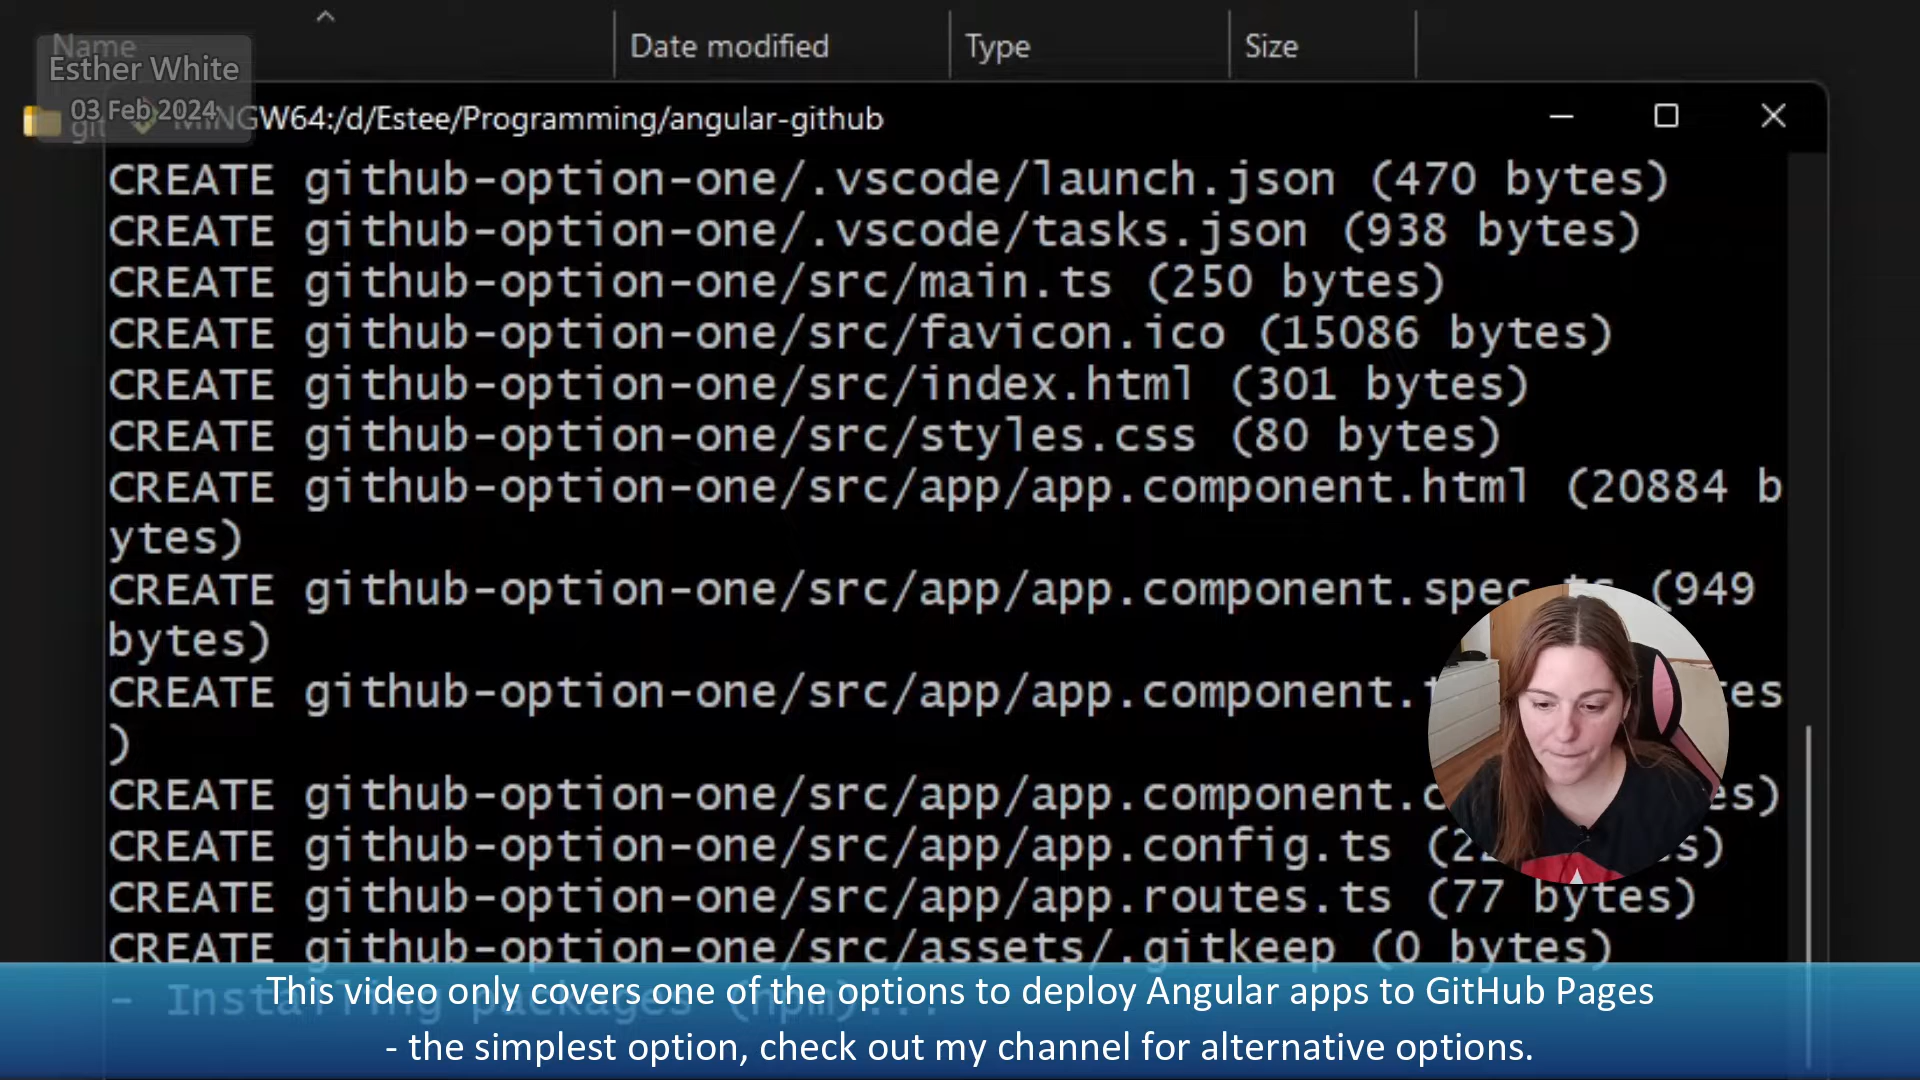 Name
Date modified
Type
Size
Esther White
03 Feb 2024
git
MINGW64:/d/Estee/Programming/angular-github
CREATE github-option-one/.vscode/launch.json (470 bytes)
CREATE github-option-one/.vscode/tasks.json (938 bytes)
CREATE github-option-one/src/main.ts (250 bytes)
CREATE github-option-one/src/favicon.ico (15086 bytes)
CREATE github-option-one/src/index.html (301 bytes)
CREATE github-option-one/src/styles.css (80 bytes)
CREATE github-option-one/src/app/app.component.html (20884 b
ytes)
CREATE github-option-one/src/app/app.component.spec.ts (949
bytes)
CREATE github-option-one/src/app/app.component.
)
CREATE github-option-one/src/app/app.component.
CREATE github-option-one/src/app/app.config.ts
CREATE github-option-one/src/app/app.routes.ts (77 bytes)
CREATE github-option-one/src/assets/.gitkeep (0 bytes)
- Installing packages (npm)...
This video only covers one of the options to deploy Angular apps to GitHub Pages
- the simplest option, check out my channel for alternative options.